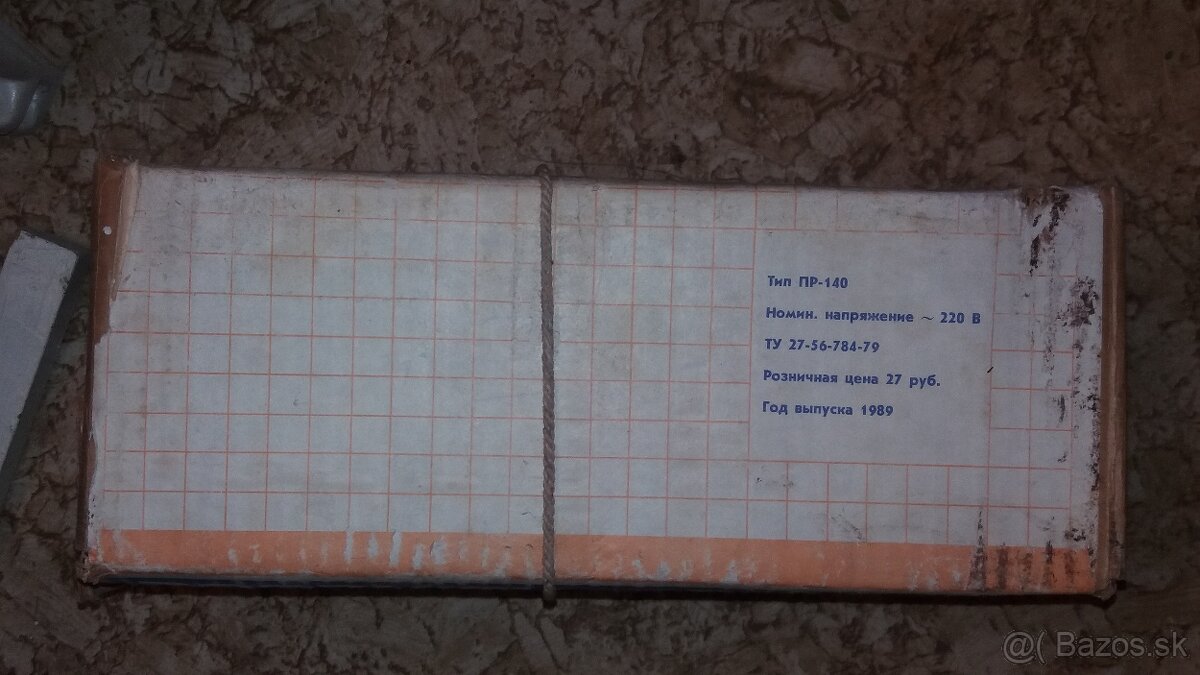 Тип ПР-140
Номин. напряжение ~ 220 В
ТУ 27-56-784-79
Розничная цена 27 руб.
Год выпуска 1989
@( Bazos.sk